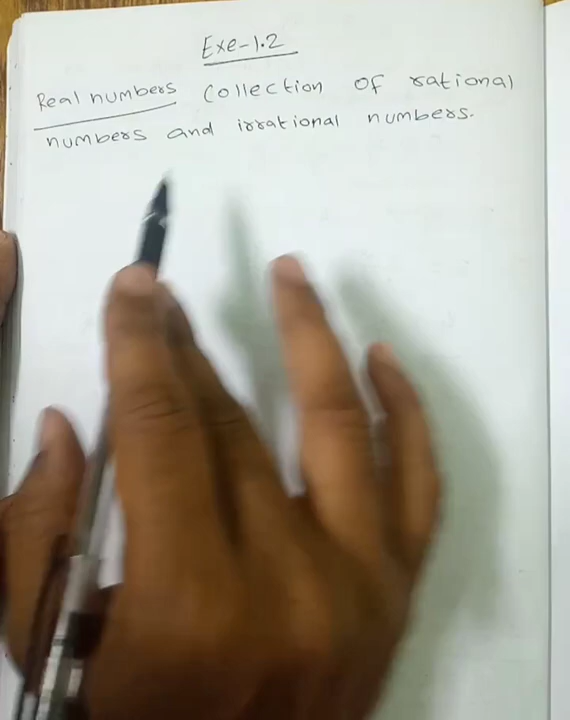 Exe-1.2
Real numbers Collection of rational
numbers and irrational numbers.